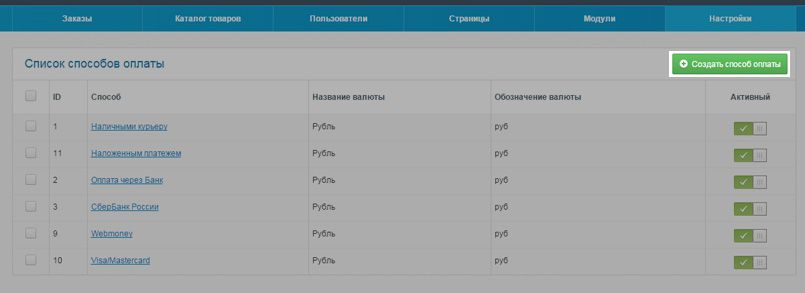 Заказы Каталог товаров Пользователи Страницы Модули Настройки
Список способов оплаты Создать способ оплаты
ID Способ Название валюты Обозначение валюты Активный
1 Наличными курьеру Рубль руб
11 Наложенным платежем Рубль руб
2 Оплата через Банк Рубль руб
3 СберБанк России Рубль руб
9 Webmoney Рубль руб
10 Visa/Mastercard Рубль руб